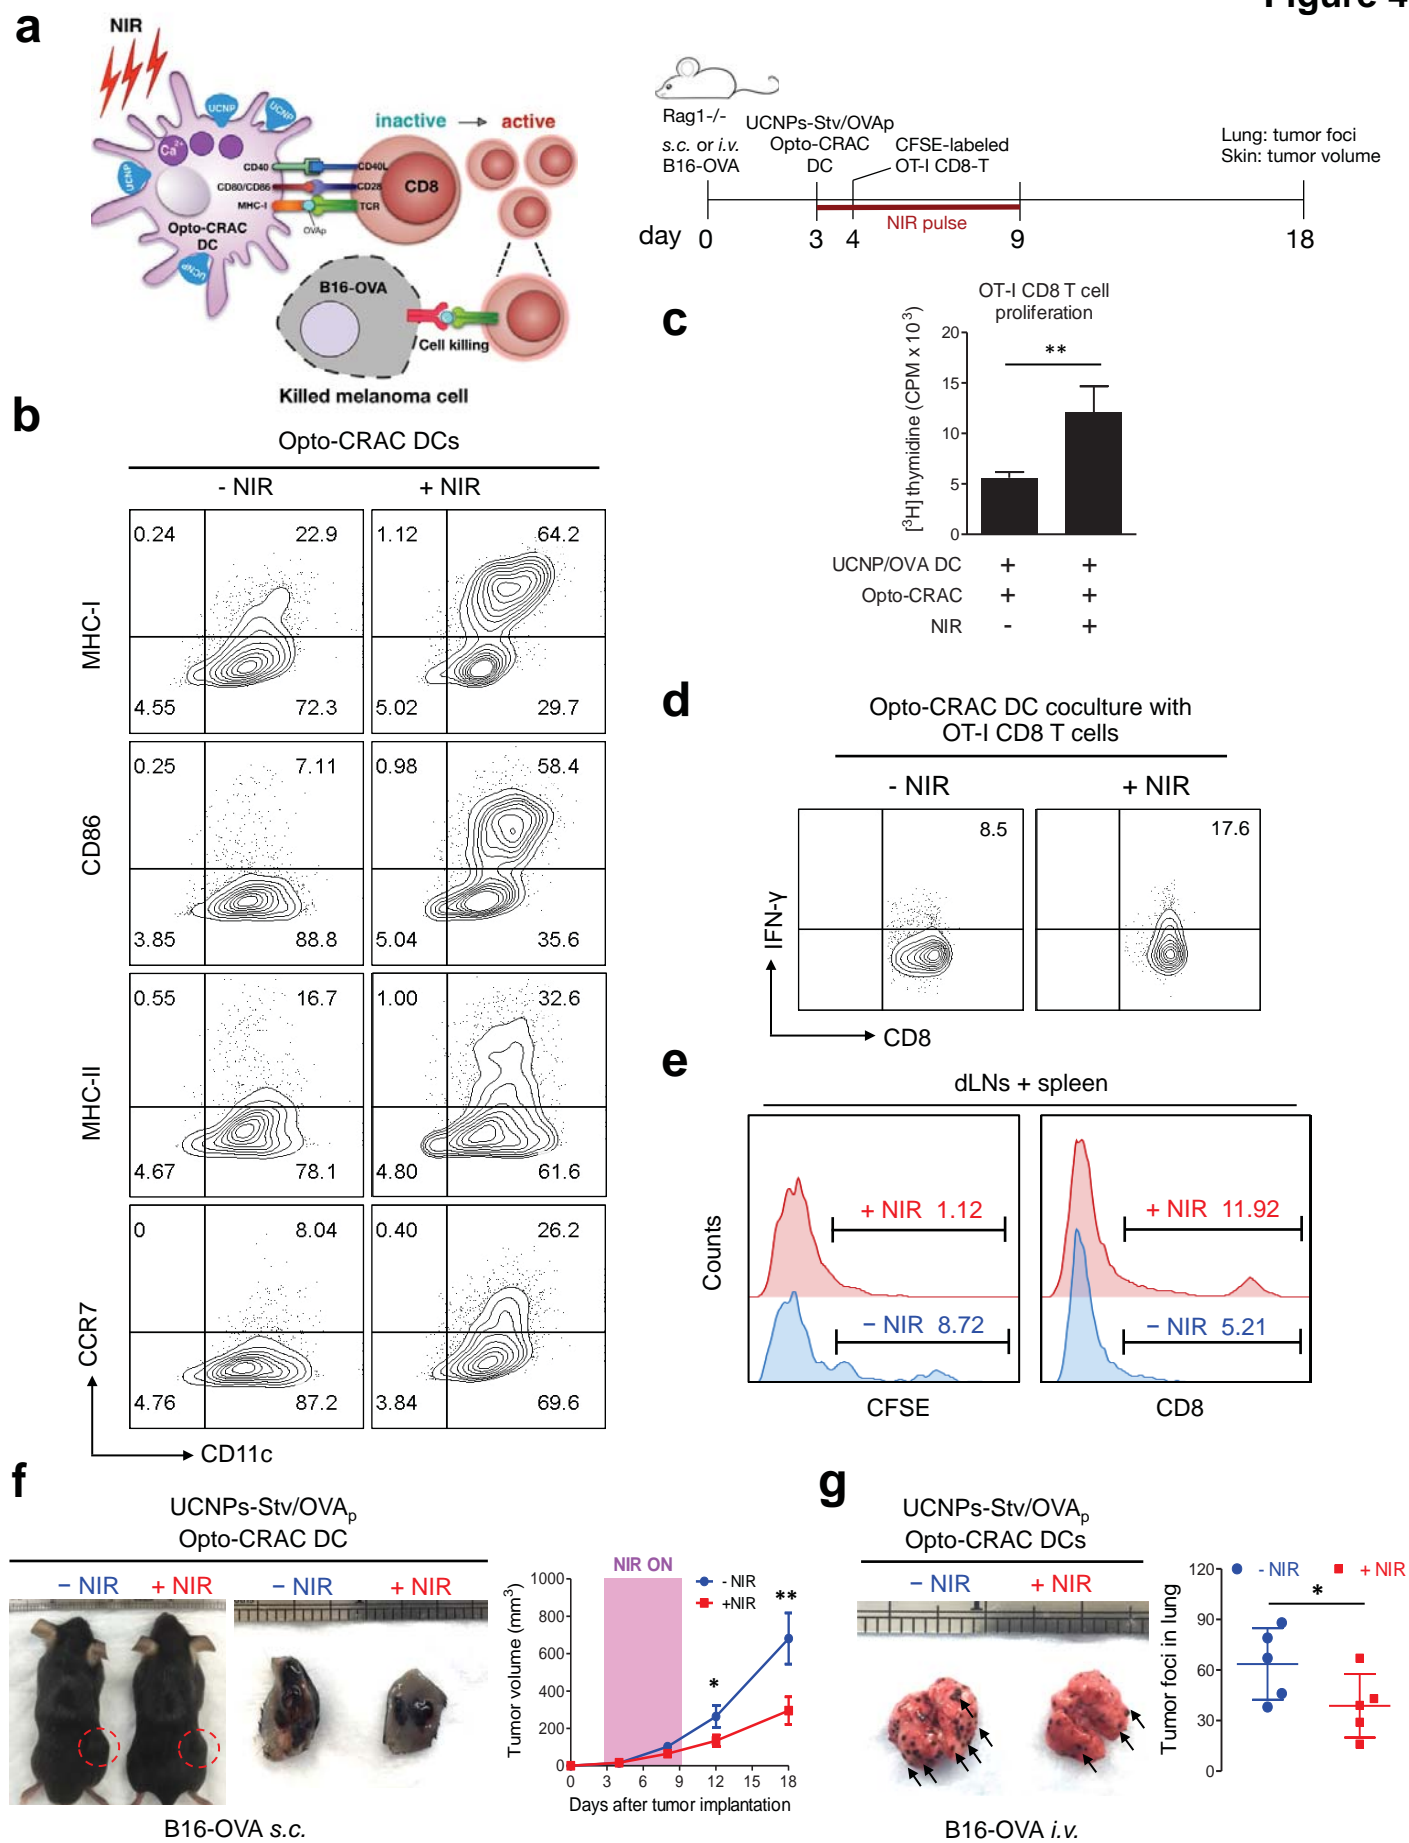 Figure 4
a
NIR
UCNP
UCNP
UCNP
UCNP
Ca2+
inactive → active
CD40
CD40L
CD80/CD86
CD28
CD8
MHC-I
TCR
OVAp
Opto-CRAC
DC
B16-OVA
Cell killing
Killed melanoma cell
Rag1-/-
s.c. or i.v.
B16-OVA
UCNPs-Stv/OVAp
Opto-CRAC
DC
CFSE-labeled
OT-I CD8-T
Lung: tumor foci
Skin: tumor volume
NIR pulse
day 0 3 4 9 18
b
Opto-CRAC DCs
- NIR + NIR
0.24 22.9 1.12 64.2
MHC-I
4.55 72.3 5.02 29.7
0.25 7.11 0.98 58.4
CD86
3.85 88.8 5.04 35.6
0.55 16.7 1.00 32.6
MHC-II
4.67 78.1 4.80 61.6
0 8.04 0.40 26.2
CCR7
4.76 87.2 3.84 69.6
CD11c
c
OT-I CD8 T cell
proliferation
[3H] thymidine (CPM x 103)
20
15
10
5
0
**
UCNP/OVA DC + +
Opto-CRAC + +
NIR - +
d
Opto-CRAC DC coculture with
OT-I CD8 T cells
- NIR + NIR
8.5 17.6
IFN-γ
CD8
e
dLNs + spleen
Counts
+ NIR 1.12 + NIR 11.92
− NIR 8.72 − NIR 5.21
CFSE CD8
f
UCNPs-Stv/OVAp
Opto-CRAC DC
− NIR + NIR − NIR + NIR
B16-OVA s.c.
NIR ON
Tumor volume (mm3)
1000
800
600
400
200
0
- NIR
+NIR
*
**
0 3 6 9 12 15 18
Days after tumor implantation
g
UCNPs-Stv/OVAp
Opto-CRAC DCs
− NIR + NIR
B16-OVA i.v.
Tumor foci in lung
120
90
60
30
0
- NIR + NIR
*